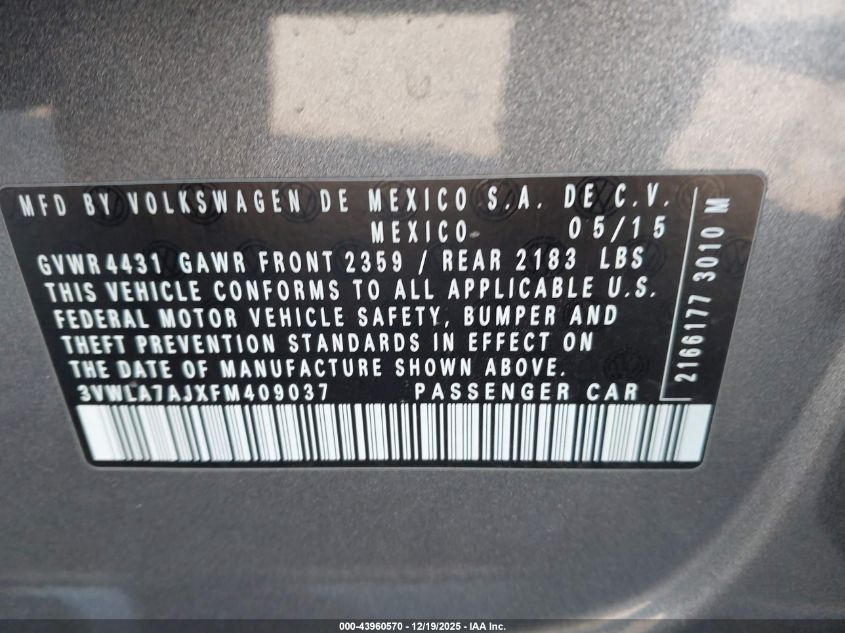 MFD BY VOLKSWAGEN DE MEXICO S.A. DE C.V.
MEXICO 05/15
GVWR4431 GAWR FRONT 2359 / REAR 2183 LBS
THIS VEHICLE CONFORMS TO ALL APPLICABLE U.S.
FEDERAL MOTOR VEHICLE SAFETY, BUMPER AND
THEFT PREVENTION STANDARDS IN EFFECT ON
THE DATE OF MANUFACTURE SHOWN ABOVE.
3VWLA7AJXFM409037 PASSENGER CAR
2166177 3010 M
000-43960570 - 12/19/2025 - IAA Inc.